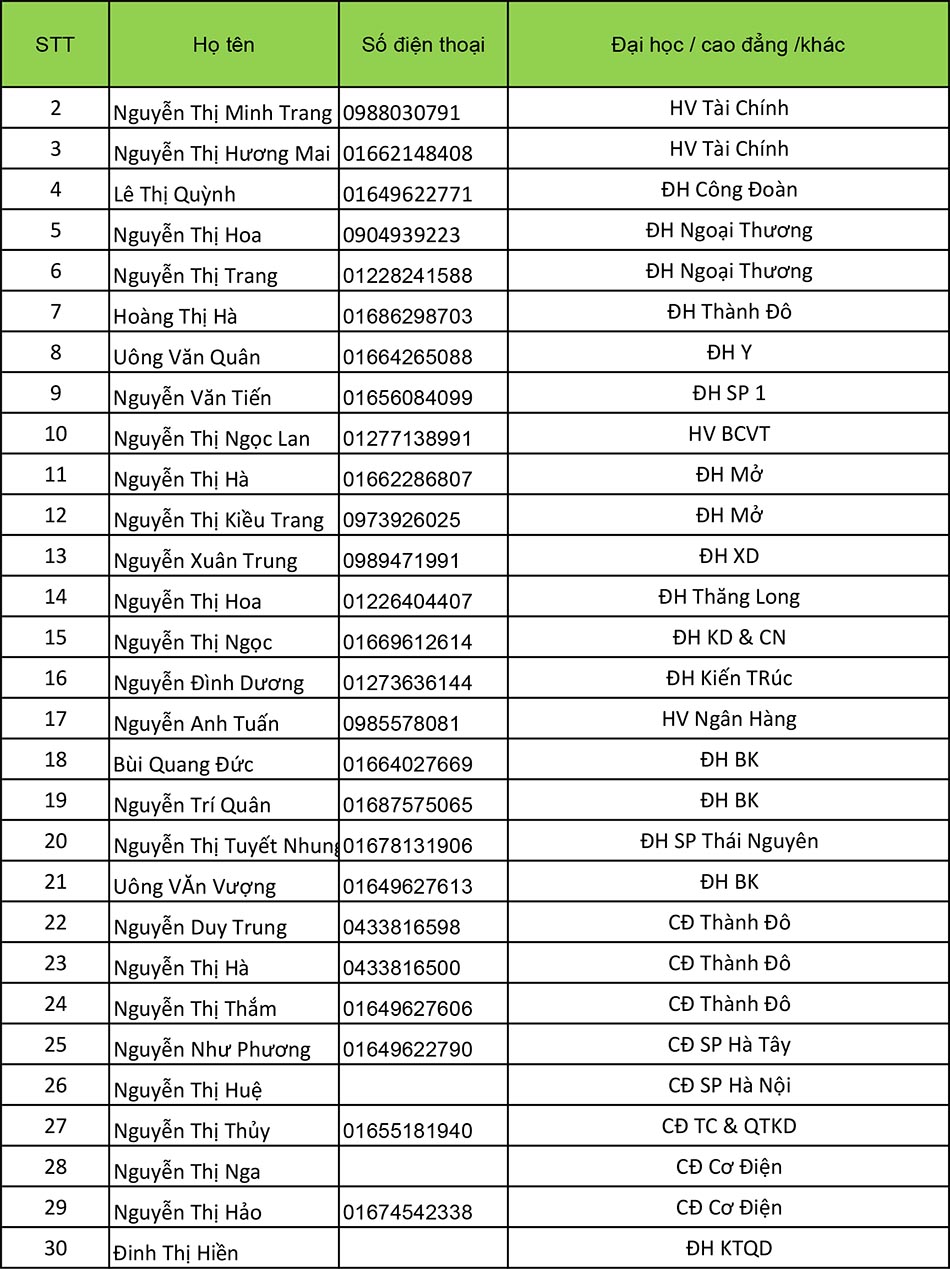 STT Họ tên Số điện thoại Đại học / cao đẳng /khác
2 Nguyễn Thị Minh Trang 0988030791 HV Tài Chính
3 Nguyễn Thị Hương Mai 01662148408 HV Tài Chính
4 Lê Thị Quỳnh 01649622771 ĐH Công Đoàn
5 Nguyễn Thị Hoa 0904939223 ĐH Ngoại Thương
6 Nguyễn Thị Trang 01228241588 ĐH Ngoại Thương
7 Hoàng Thị Hà 01686298703 ĐH Thành Đô
8 Uông Văn Quân 01664265088 ĐH Y
9 Nguyễn Văn Tiến 01656084099 ĐH SP 1
10 Nguyễn Thị Ngọc Lan 01277138991 HV BCVT
11 Nguyễn Thị Hà 01662286807 ĐH Mở
12 Nguyễn Thị Kiều Trang 0973926025 ĐH Mở
13 Nguyễn Xuân Trung 0989471991 ĐH XD
14 Nguyễn Thị Hoa 01226404407 ĐH Thăng Long
15 Nguyễn Thị Ngọc 01669612614 ĐH KD & CN
16 Nguyễn Đình Dương 01273636144 ĐH Kiến TRúc
17 Nguyễn Anh Tuấn 0985578081 HV Ngân Hàng
18 Bùi Quang Đức 01664027669 ĐH BK
19 Nguyễn Trí Quân 01687575065 ĐH BK
20 Nguyễn Thị Tuyết Nhung 01678131906 ĐH SP Thái Nguyên
21 Uông VĂn Vượng 01649627613 ĐH BK
22 Nguyễn Duy Trung 0433816598 CĐ Thành Đô
23 Nguyễn Thị Hà 0433816500 CĐ Thành Đô
24 Nguyễn Thị Thắm 01649627606 CĐ Thành Đô
25 Nguyễn Như Phương 01649622790 CĐ SP Hà Tây
26 Nguyễn Thị Huệ CĐ SP Hà Nội
27 Nguyễn Thị Thủy 01655181940 CĐ TC & QTKD
28 Nguyễn Thị Nga CĐ Cơ Điện
29 Nguyễn Thị Hảo 01674542338 CĐ Cơ Điện
30 Đinh Thị Hiền ĐH KTQD